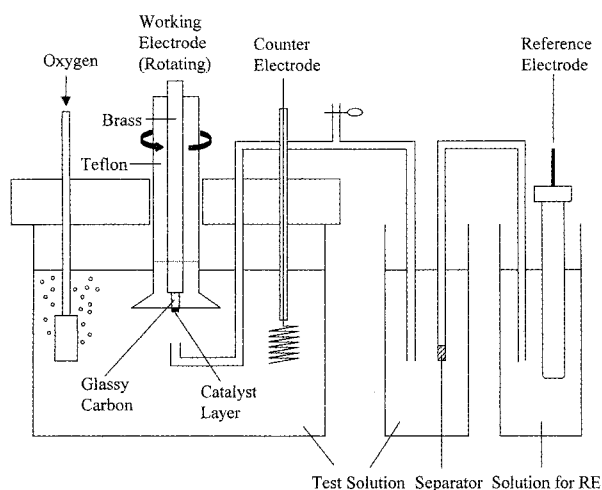 Working
Electrode
(Rotating)
Counter
Electrode
Reference
Electrode
Oxygen
Brass
Teflon
Glassy
Carbon
Catalyst
Layer
Test Solution
Separator
Solution for RE